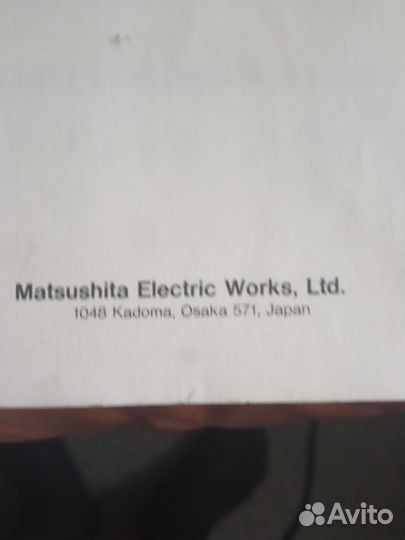 Matsushita Electric Works, Ltd.
1048 Kadoma, Osaka 571, Japan
Avito